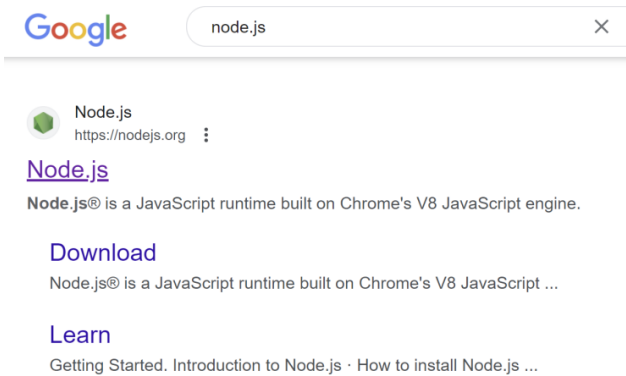 Google
node.js
Node.js
https://nodejs.org
Node.js
Node.js® is a JavaScript runtime built on Chrome's V8 JavaScript engine.
Download
Node.js® is a JavaScript runtime built on Chrome's V8 JavaScript ...
Learn
Getting Started. Introduction to Node.js · How to install Node.js ...